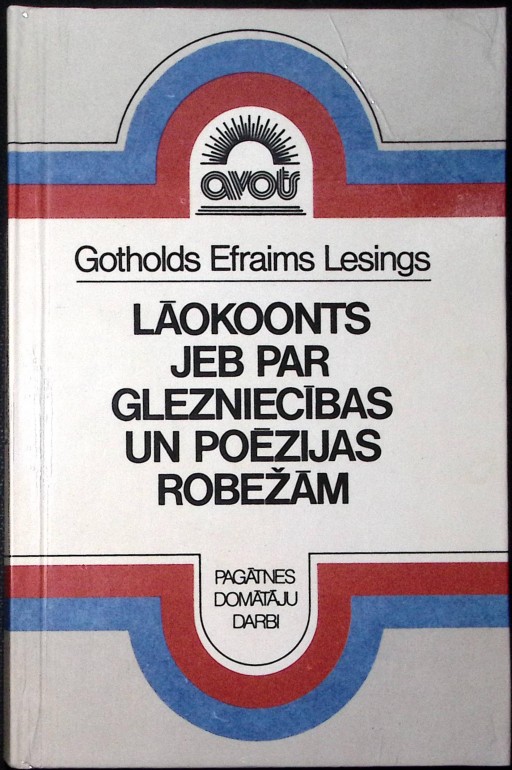 avots
Gotholds Efraims Lesings
LĀOKOONTS
JEB PAR
GLEZNIECĪBAS
UN POĒZIJAS
ROBEŽĀM
PAGĀTNES
DOMĀTĀJU
DARBI